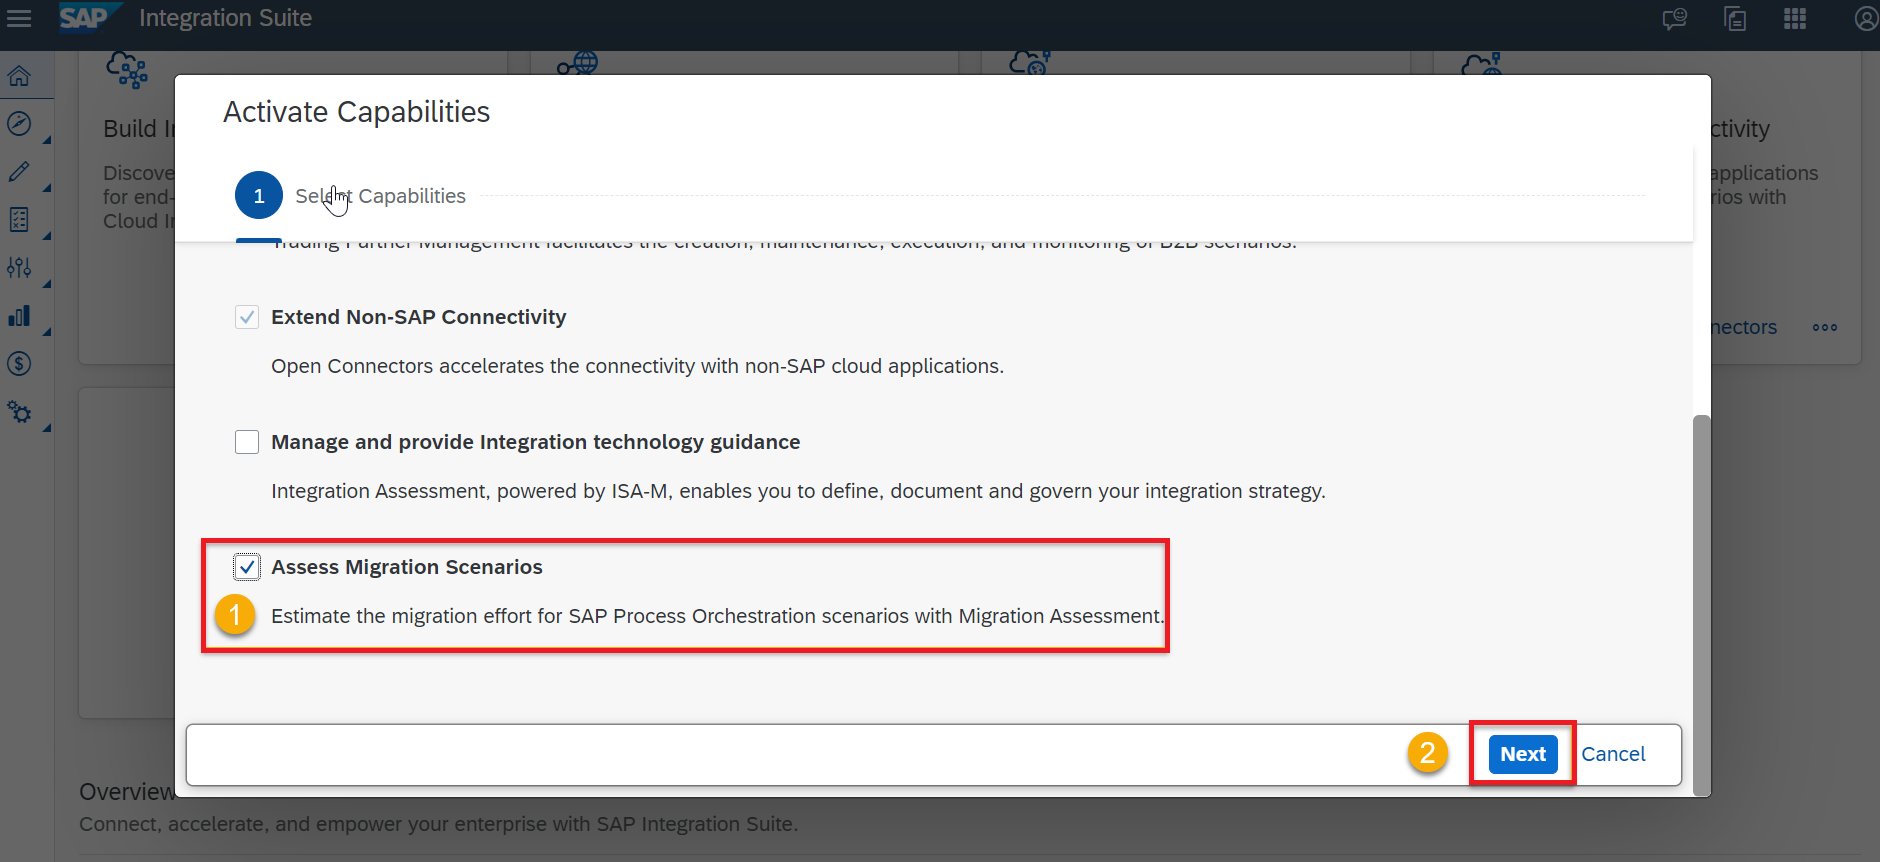 SAP Integration Suite
Build I
Discove
for end-
Cloud I
ctivity
applications
rios with
nectors
Activate Capabilities
1 Select Capabilities
Trading Partner Management facilitates the creation, maintenance, execution, and monitoring of B2B scenarios.
Extend Non-SAP Connectivity
Open Connectors accelerates the connectivity with non-SAP cloud applications.
Manage and provide Integration technology guidance
Integration Assessment, powered by ISA-M, enables you to define, document and govern your integration strategy.
Assess Migration Scenarios
1 Estimate the migration effort for SAP Process Orchestration scenarios with Migration Assessment.
2 Next Cancel
Overview
Connect, accelerate, and empower your enterprise with SAP Integration Suite.